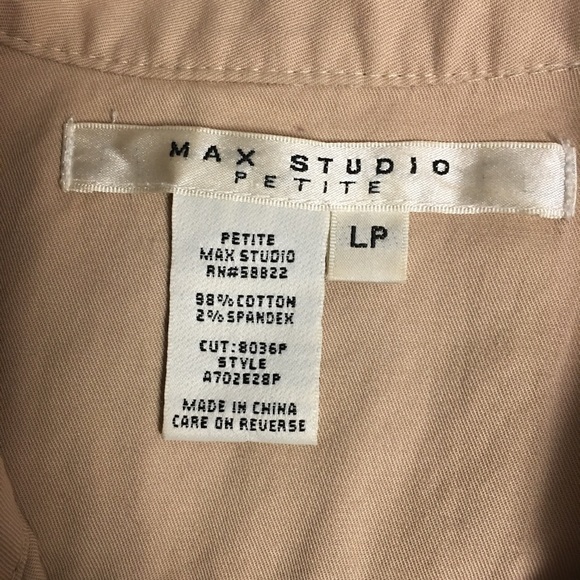 MAX STUDIO
PETITE
LP
PETITE
MAX STUDIO
RN#58822
98% COTTON
2% SPANDEX
CUT:8036P
STYLE
A702E28P
MADE IN CHINA
CARE ON REVERSE